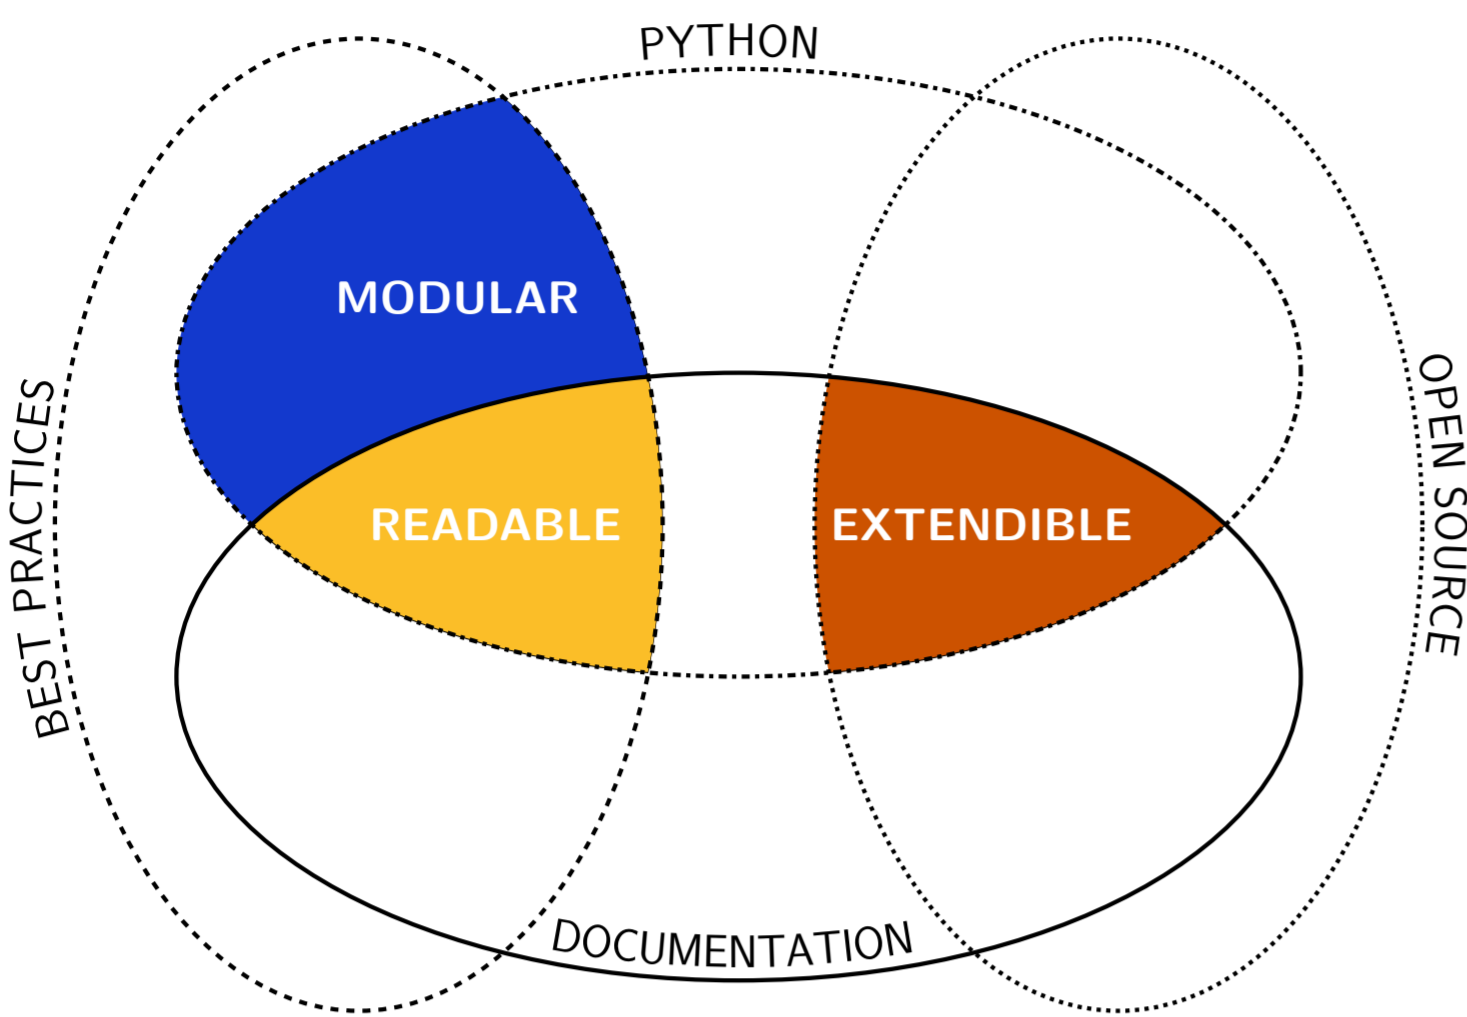 PYTHON
MODULAR
BEST PRACTICES
OPEN SOURCE
READABLE
EXTENDIBLE
DOCUMENTATION